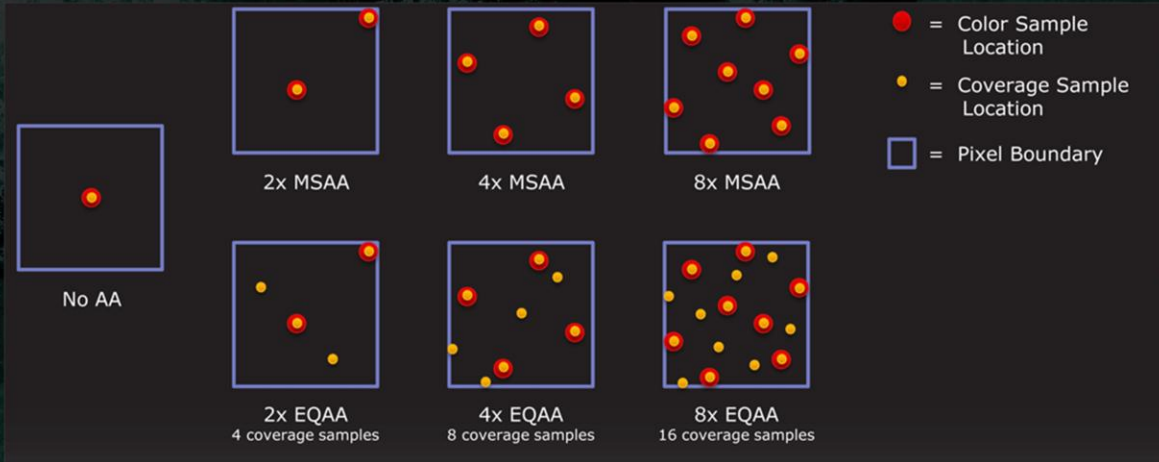 No AA
2x MSAA
4x MSAA
8x MSAA
2x EQAA
4 coverage samples
4x EQAA
8 coverage samples
8x EQAA
16 coverage samples
= Color Sample
Location
= Coverage Sample
Location
= Pixel Boundary